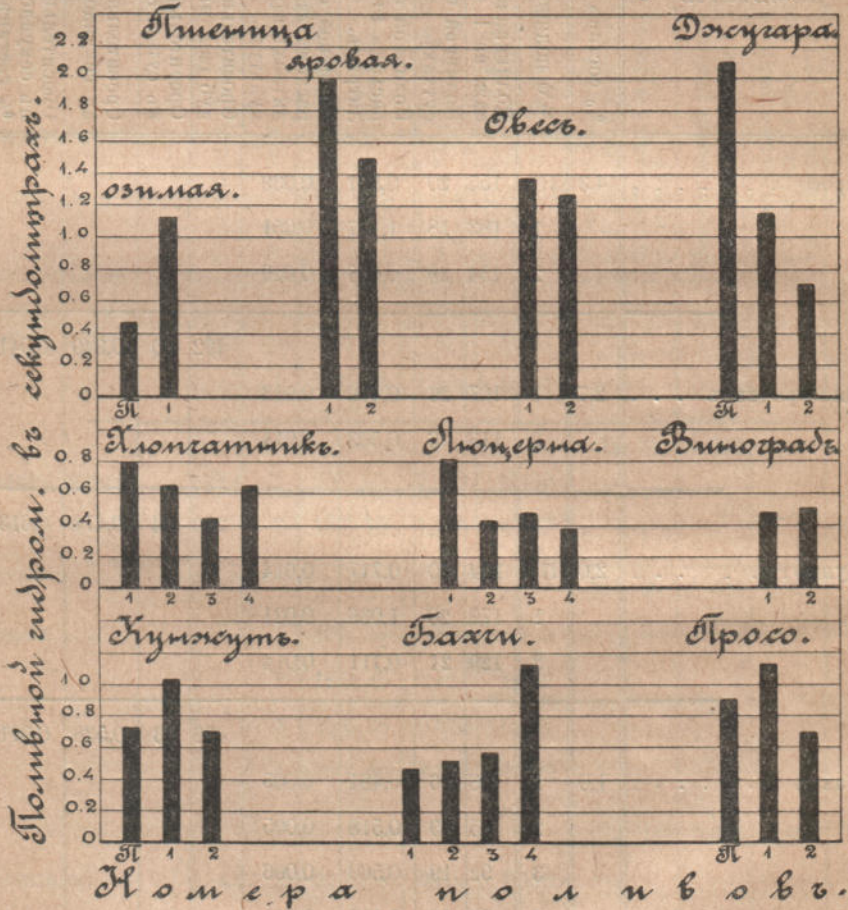 Поливной гидром. въ секундолитрахъ.
Пшеница Джугара.
яровая.
Овесъ.
озимая.
2.2
2.0
1.8
1.6
1.4
1.2
1.0
0.8
0.6
0.4
0.2
0
П 1 1 2 1 2 П 1 2
Хлопчатникъ. Люцерна. Виноградъ.
0.8
0.6
0.4
0.2
0
1 2 3 4 1 2 3 4 1 2
Кунжутъ. Бахчи. Просо.
1.0
0.8
0.6
0.4
0.2
0
П 1 2 1 2 3 4 П 1 2
Номера поливовъ.